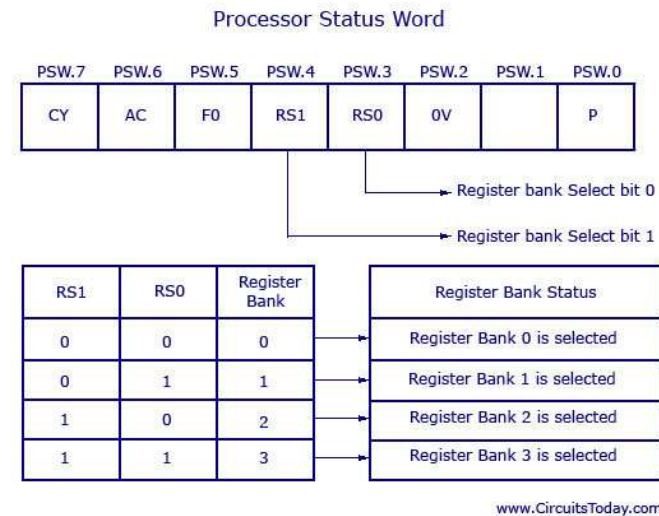 Processor Status Word
PSW.7 PSW.6 PSW.5 PSW.4 PSW.3 PSW.2 PSW.1 PSW.0
CY AC F0 RS1 RS0 0V P
Register bank Select bit 0
Register bank Select bit 1
RS1 RS0 Register Bank Register Bank Status
0 0 0 Register Bank 0 is selected
0 1 1 Register Bank 1 is selected
1 0 2 Register Bank 2 is selected
1 1 3 Register Bank 3 is selected
www.CircuitsToday.com